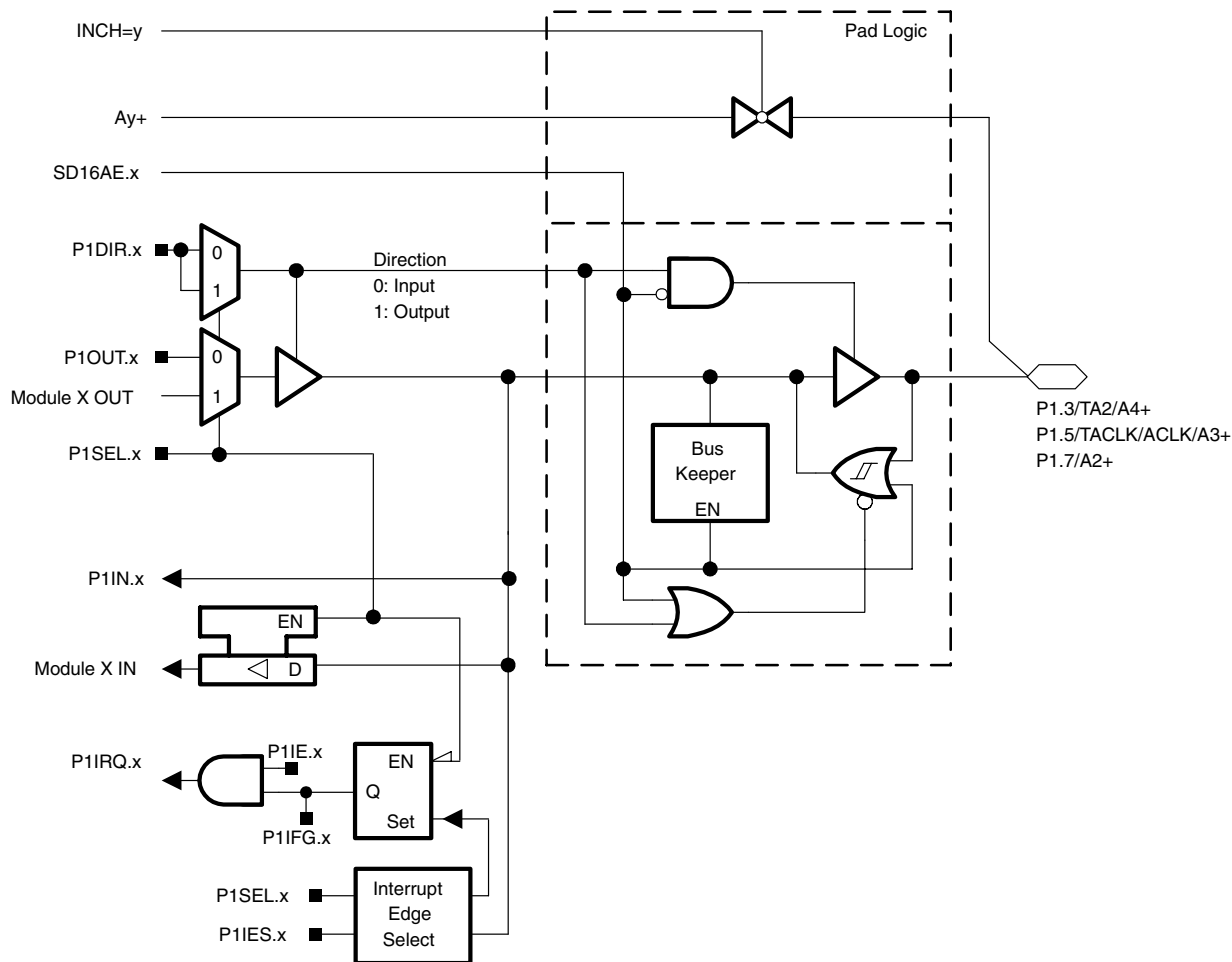 INCH=y
Pad Logic
Ay+
SD16AE.x
P1DIR.x
0
1
Direction
0: Input
1: Output
P1OUT.x
0
Module X OUT
1
P1SEL.x
P1.3/TA2/A4+
P1.5/TACLK/ACLK/A3+
P1.7/A2+
Bus
Keeper
EN
P1IN.x
EN
Module X IN
D
P1IRQ.x
P1IE.x
P1IFG.x
EN
Q
Set
P1SEL.x
P1IES.x
Interrupt
Edge
Select